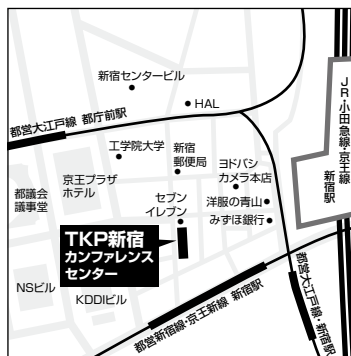 新宿センタービル
HAL
都営大江戸線 都庁前駅
JR・小田急線・京王線
新宿駅
工学院大学
新宿
郵便局
ヨドバシ
カメラ本店
京王プラザ
ホテル
都議会
議事堂
セブン
イレブン
洋服の青山
みずほ銀行
TKP新宿
カンファレンス
センター
NSビル
KDDIビル
都営新宿線・京王新線 新宿駅
都営大江戸線・新宿駅